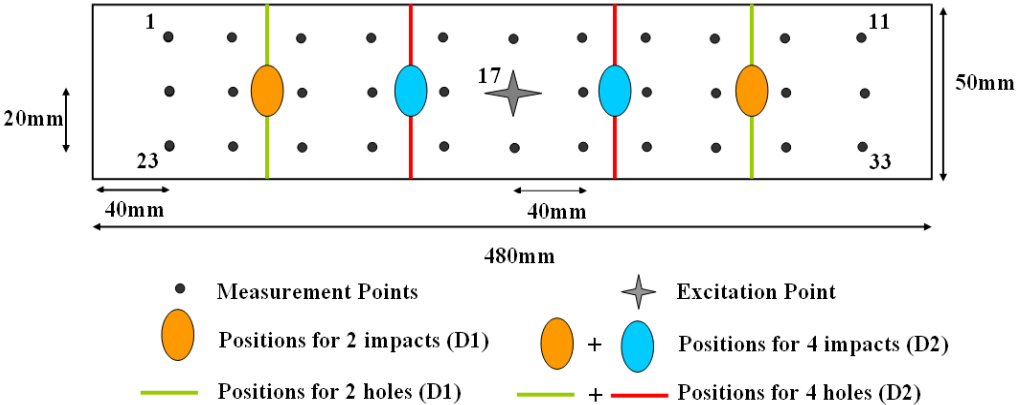 1
11
17
50mm
20mm
23
33
40mm
40mm
480mm
Measurement Points
Excitation Point
Positions for 2 impacts (D1)
+
Positions for 4 impacts (D2)
Positions for 2 holes (D1)
+
Positions for 4 holes (D2)